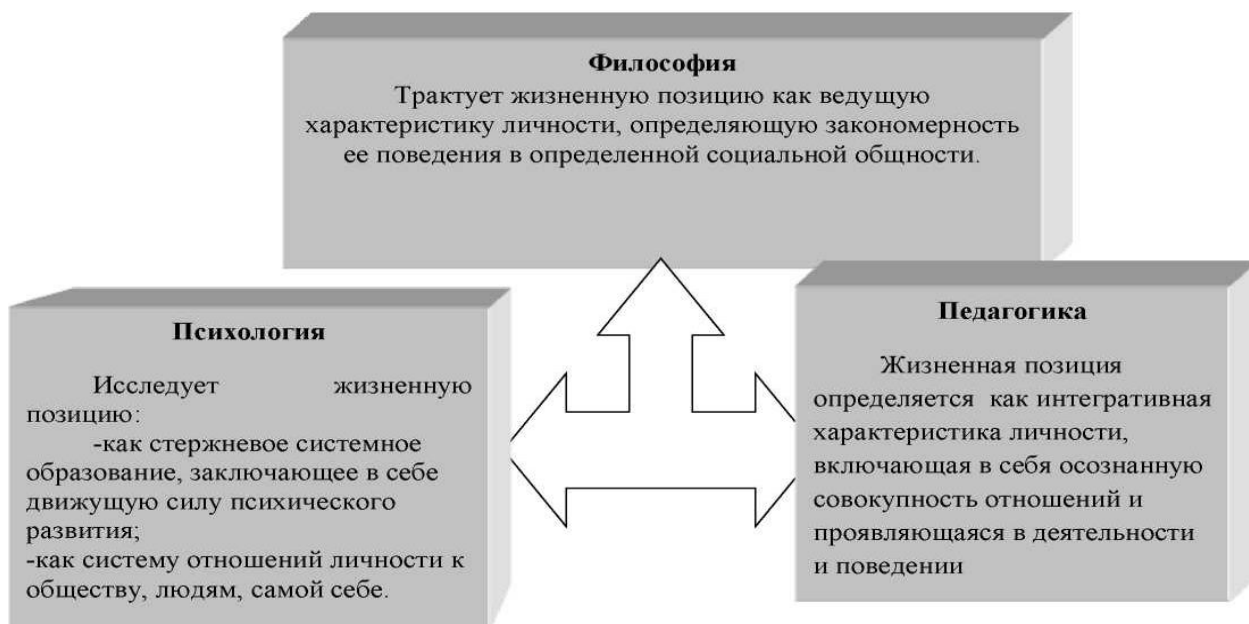 Философия
Трактует жизненную позицию как ведущую
характеристику личности, определяющую закономерность
ее поведения в определенной социальной общности.
Психология
Исследует жизненную
позицию:
-как стержневое системное
образование, заключающее в себе
движущую силу психического
развития;
-как систему отношений личности к
обществу, людям, самой себе.
Педагогика
Жизненная позиция
определяется как интегративная
характеристика личности,
включающая в себя осознанную
совокупность отношений и
проявляющаяся в деятельности
и поведении